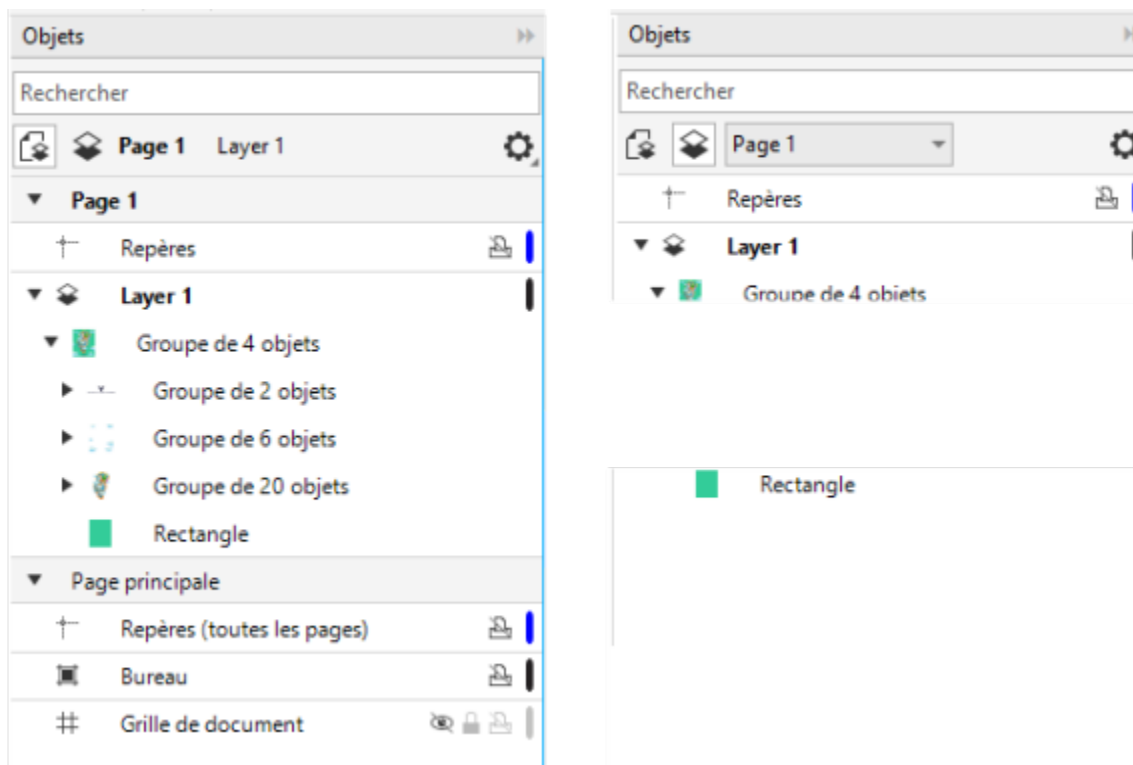 Objets
Rechercher
Page 1 Layer 1
Page 1
Repères
Layer 1
Groupe de 4 objets
Groupe de 2 objets
Groupe de 6 objets
Groupe de 20 objets
Rectangle
Page principale
Repères (toutes les pages)
Bureau
Grille de document
Objets
Rechercher
Page 1
Repères
Layer 1
Groupe de 4 objets
Rectangle